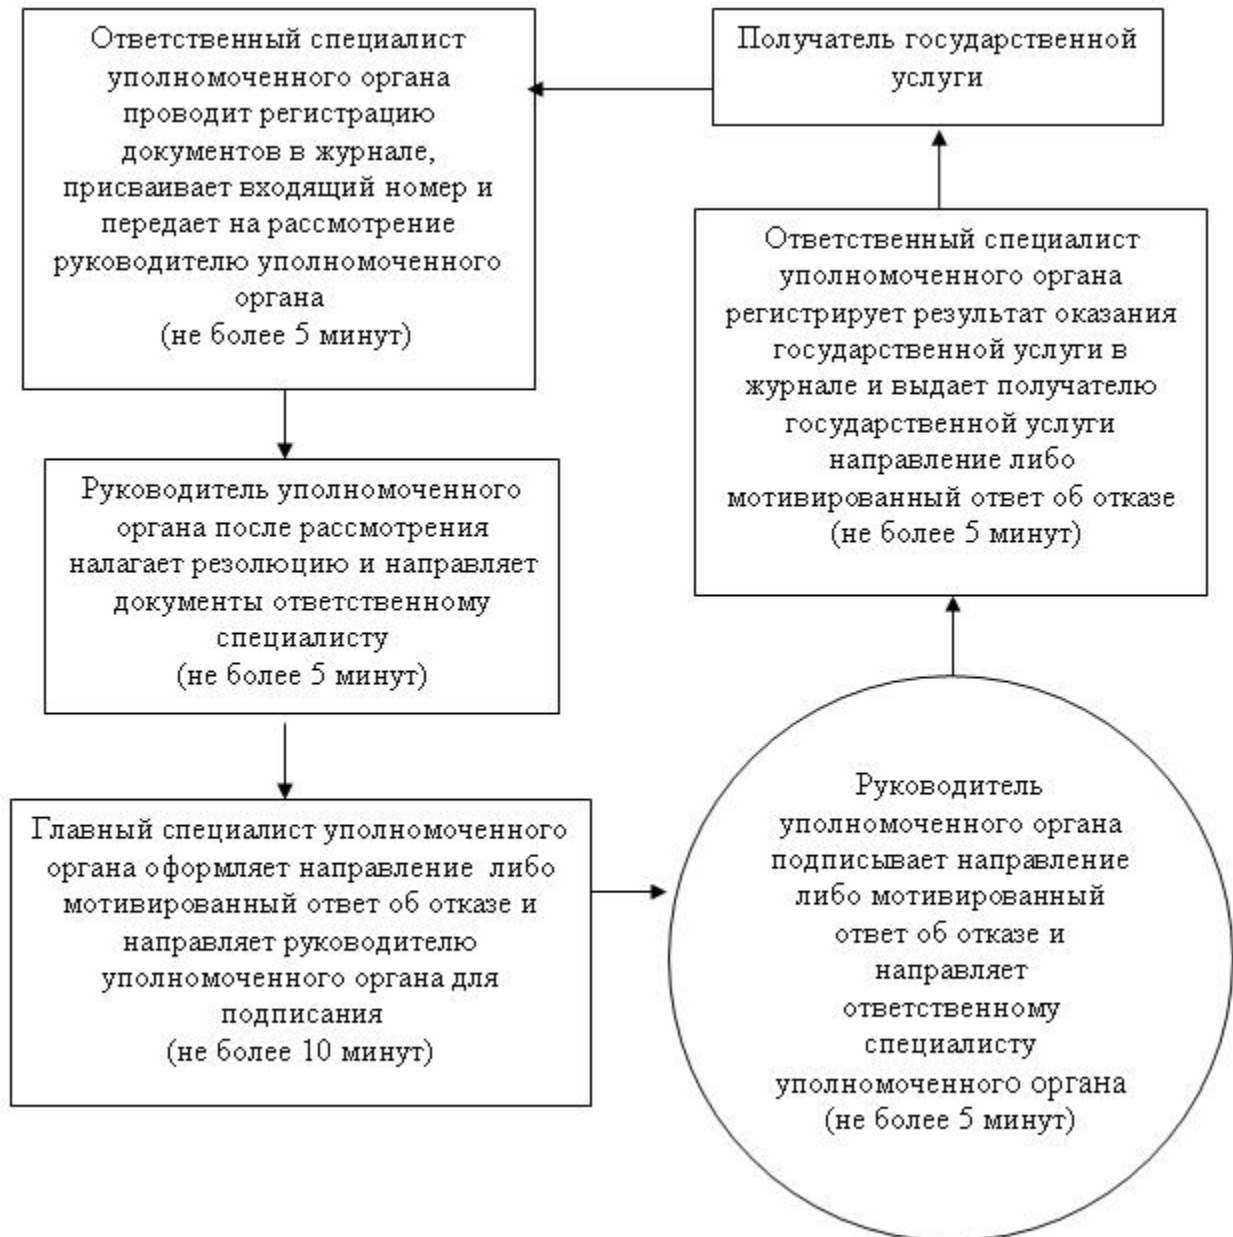 Ответственный специалист
уполномоченного органа
проводит регистрацию
документов в журнале,
присваивает входящий номер и
передает на рассмотрение
руководителю уполномоченного
органа
(не более 5 минут)
Руководитель уполномоченного
органа после рассмотрения
налагает резолюцию и направляет
документы ответственному
специалисту
(не более 5 минут)
Главный специалист уполномоченного
органа оформляет направление либо
мотивированный ответ об отказе и
направляет руководителю
уполномоченного органа для
подписания
(не более 10 минут)
Руководитель
уполномоченного органа
подписывает направление
либо мотивированный
ответ об отказе и
направляет
ответственному
специалисту
уполномоченного органа
(не более 5 минут)
Ответственный специалист
уполномоченного органа
регистрирует результат оказания
государственной услуги в
журнале и выдает получателю
государственной услуги
направление либо
мотивированный ответ об отказе
(не более 5 минут)
Получатель государственной
услуги